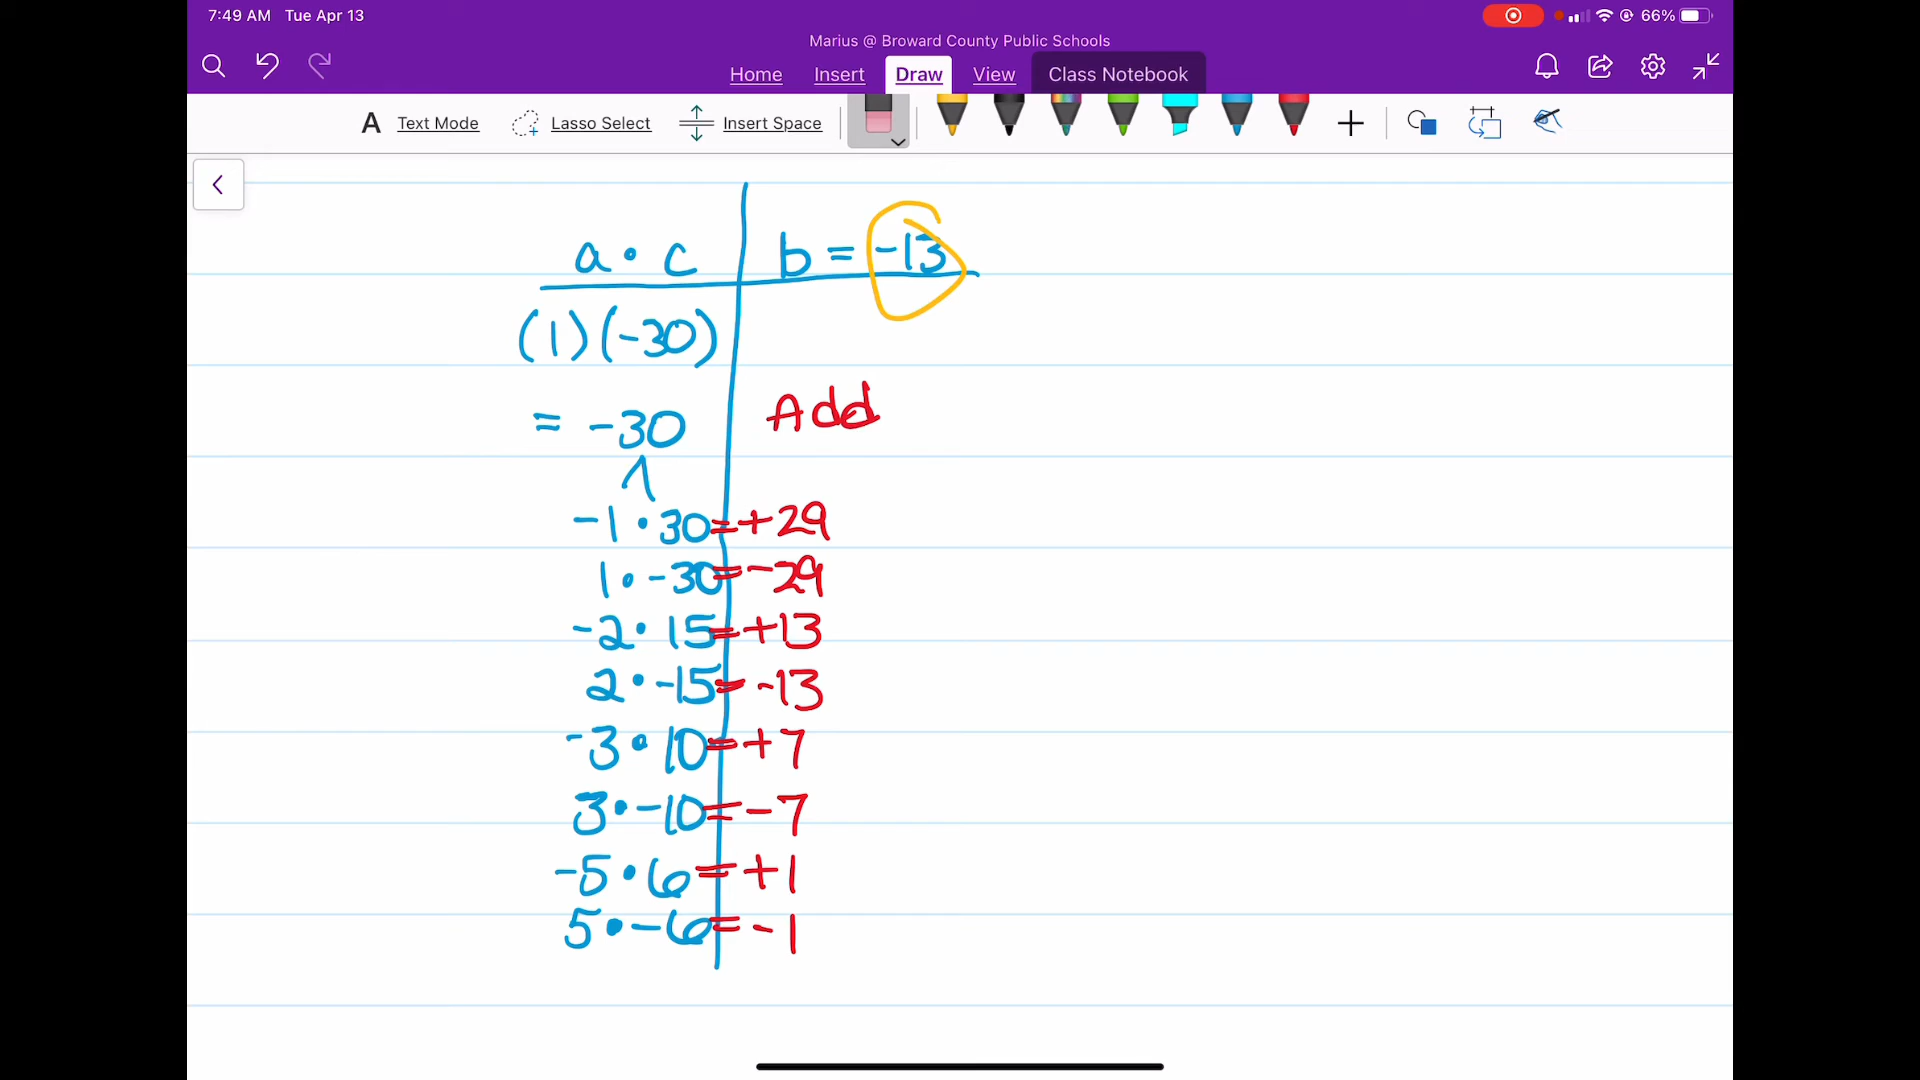 7:49 AM Tue Apr 13
66%
Marius @ Broward County Public Schools
Home Insert Draw View Class Notebook
A Text Mode Lasso Select Insert Space
a • c b = -13
(1)(-30)
= -30 Add
-1 • 30 = +29
1 • -30 = -29
-2 • 15 = +13
2 • -15 = -13
-3 • 10 = +7
3 • -10 = -7
-5 • 6 = +1
5 • -6 = -1